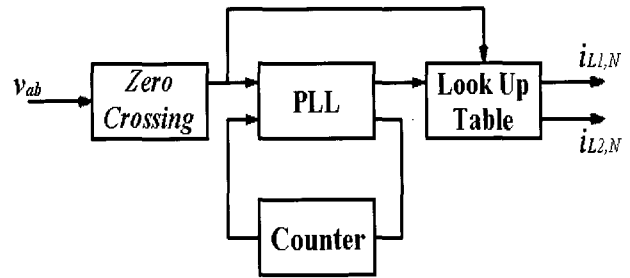 v_ab
Zero
Crossing
PLL
Look Up
Table
i_L1,N
i_L2,N
Counter